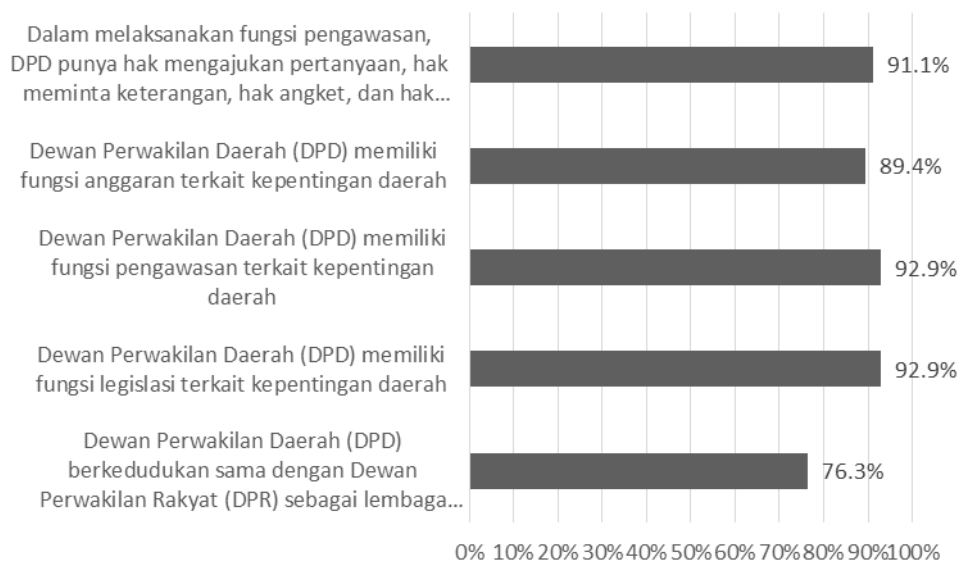 Dalam melaksanakan fungsi pengawasan,
DPD punya hak mengajukan pertanyaan, hak
meminta keterangan, hak angket, dan hak...
91.1%
Dewan Perwakilan Daerah (DPD) memiliki
fungsi anggaran terkait kepentingan daerah
89.4%
Dewan Perwakilan Daerah (DPD) memiliki
fungsi pengawasan terkait kepentingan
daerah
92.9%
Dewan Perwakilan Daerah (DPD) memiliki
fungsi legislasi terkait kepentingan daerah
92.9%
Dewan Perwakilan Daerah (DPD)
berkedudukan sama dengan Dewan
Perwakilan Rakyat (DPR) sebagai lembaga...
76.3%
0% 10% 20% 30% 40% 50% 60% 70% 80% 90% 100%